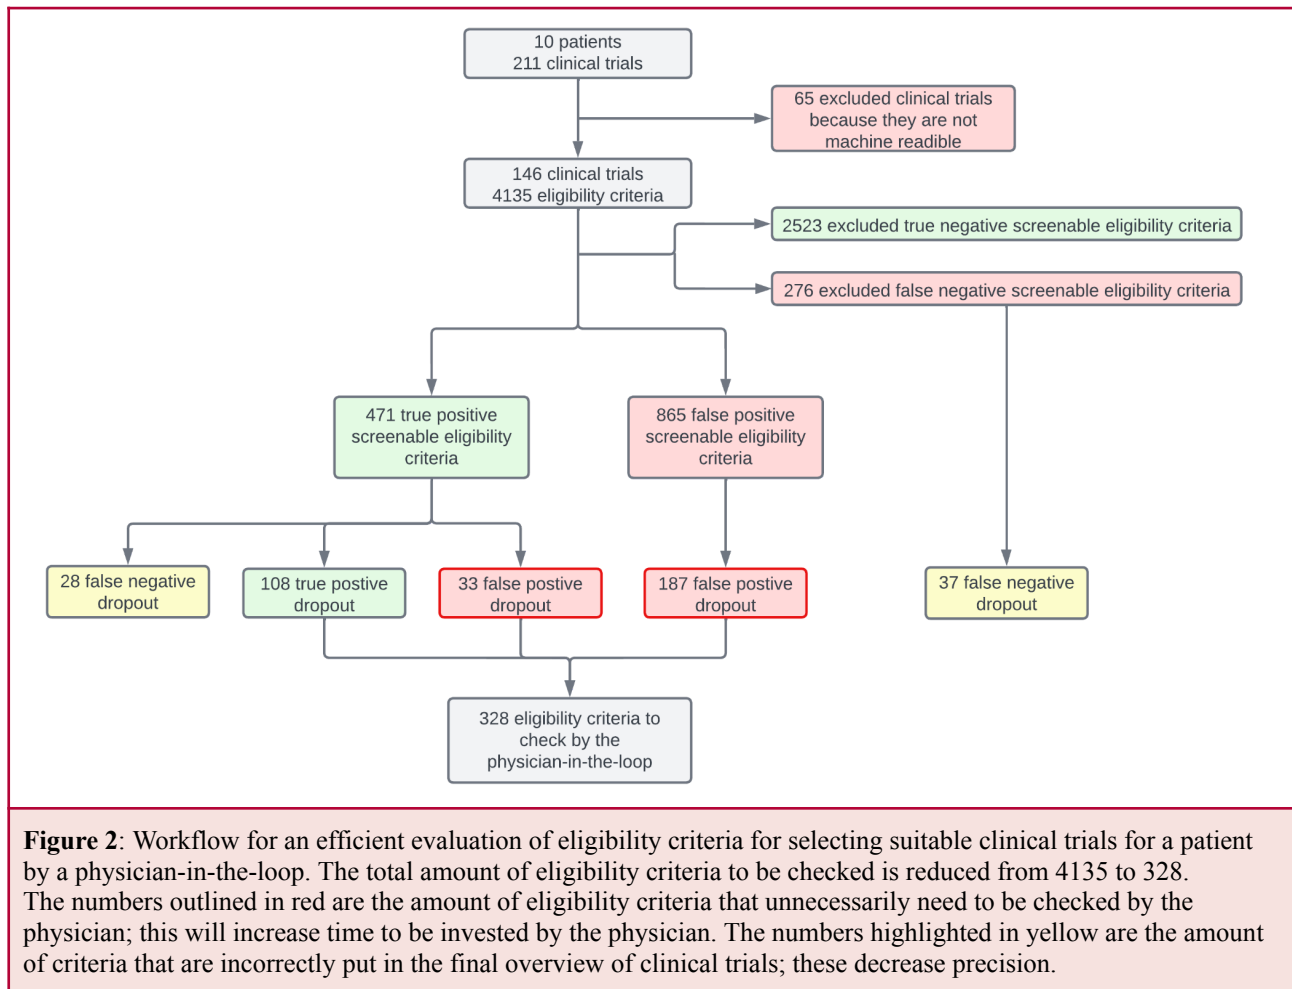 10 patients
211 clinical trials
65 excluded clinical trials
because they are not
machine readible
146 clinical trials
4135 eligibility criteria
2523 excluded true negative screenable eligibility criteria
276 excluded false negative screenable eligibility criteria
471 true positive
screenable eligibility
criteria
865 false positive
screenable eligibility
criteria
28 false negative
dropout
108 true postive
dropout
33 false postive
dropout
187 false postive
dropout
37 false negative
dropout
328 eligibility criteria to
check by the
physician-in-the-loop
Figure 2: Workflow for an efficient evaluation of eligibility criteria for selecting suitable clinical trials for a patient
by a physician-in-the-loop. The total amount of eligibility criteria to be checked is reduced from 4135 to 328.
The numbers outlined in red are the amount of eligibility criteria that unnecessarily need to be checked by the
physician; this will increase time to be invested by the physician. The numbers highlighted in yellow are the amount
of criteria that are incorrectly put in the final overview of clinical trials; these decrease precision.